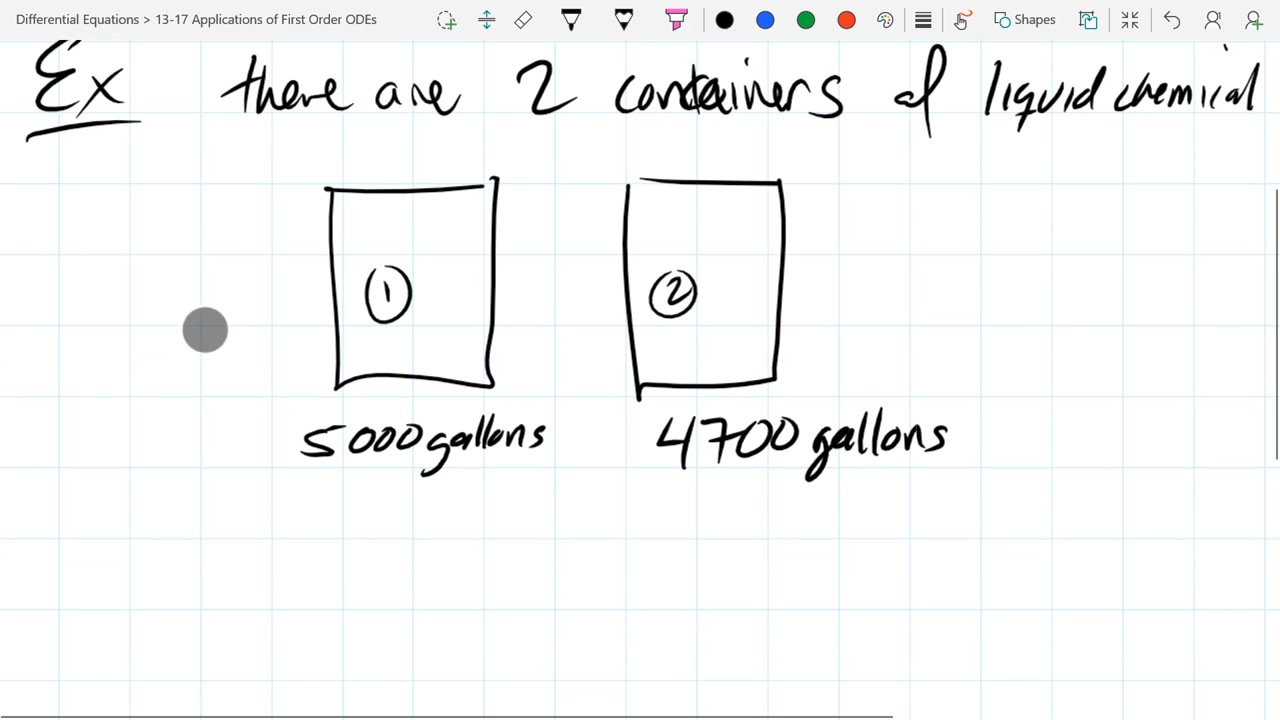 Differential Equations > 13-17 Applications of First Order ODEs
Shapes
Ex there are 2 containers of liquid chemical
1 2
5000 gallons 4700 gallons